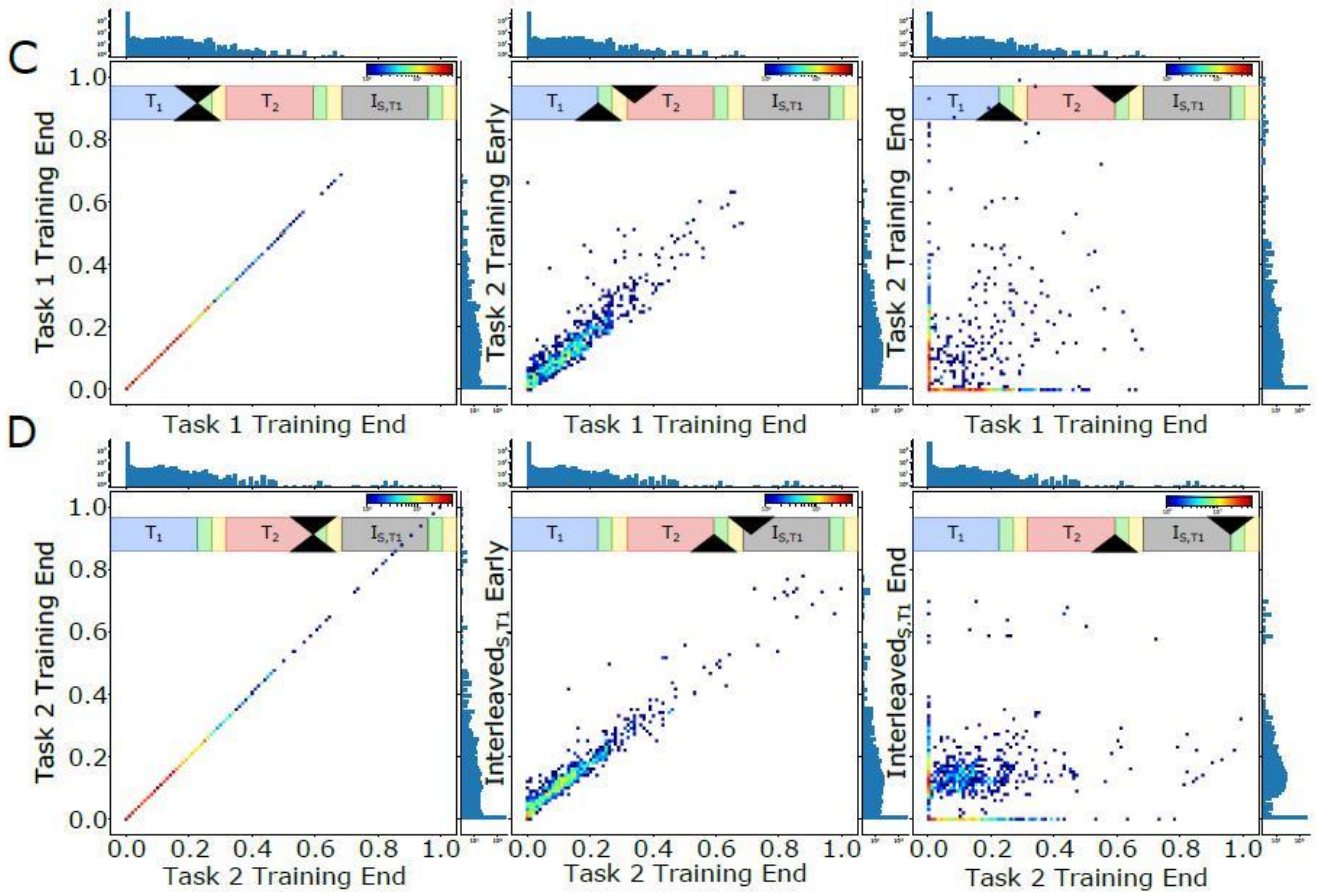 C
1.0
0.8
0.6
0.4
0.2
0.0
Task 1 Training End
T1
T2
IS,T1
Task 1 Training End
Task 2 Training Early
T1
T2
IS,T1
Task 1 Training End
Task 2 Training End
T1
T2
IS,T1
Task 1 Training End
D
1.0
0.8
0.6
0.4
0.2
0.0
Task 2 Training End
T1
T2
IS,T1
0.0 0.2 0.4 0.6 0.8 1.0
Task 2 Training End
InterleavedS,T1 Early
T1
T2
IS,T1
0.0 0.2 0.4 0.6 0.8 1.0
Task 2 Training End
InterleavedS,T1 End
T1
T2
IS,T1
0.0 0.2 0.4 0.6 0.8 1.0
Task 2 Training End